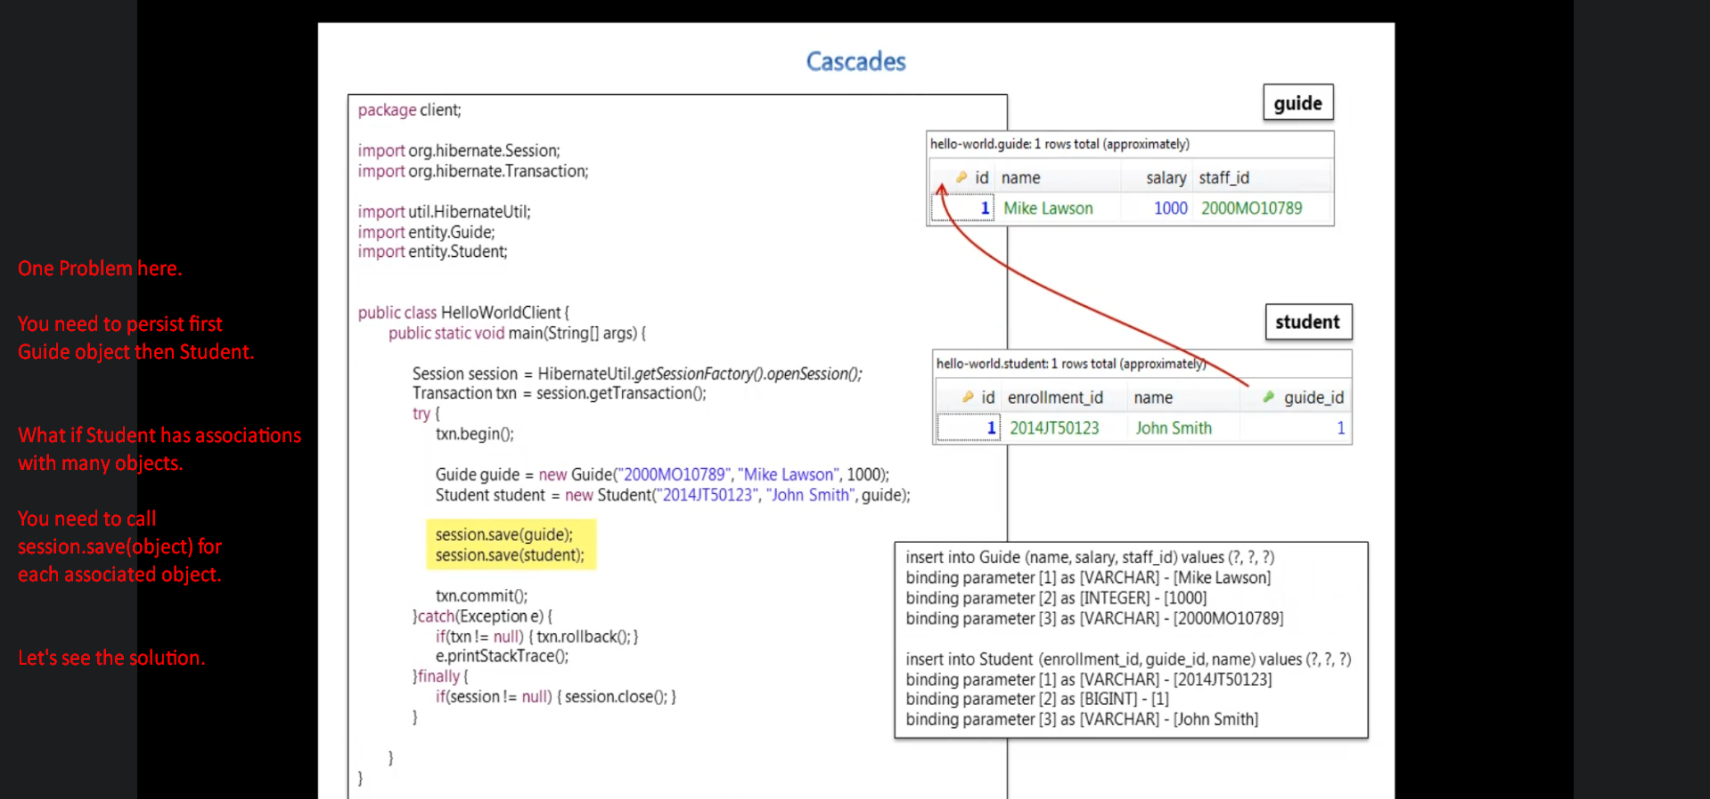 Cascades
package client;
import org.hibernate.Session;
import org.hibernate.Transaction;
import util.HibernateUtil;
import entity.Guide;
import entity.Student;
public class HelloWorldClient {
public static void main(String[] args) {
Session session = HibernateUtil.getSessionFactory().openSession();
Transaction txn = session.getTransaction();
try {
txn.begin();
Guide guide = new Guide("2000MO10789", "Mike Lawson", 1000);
Student student = new Student("2014JT50123", "John Smith", guide);
session.save(guide);
session.save(student);
txn.commit();
}catch(Exception e) {
if(txn != null) { txn.rollback(); }
e.printStackTrace();
}finally {
if(session != null) { session.close(); }
}
}
}
guide
hello-world.guide: 1 rows total (approximately)
id name salary staff_id
1 Mike Lawson 1000 2000MO10789
student
hello-world.student: 1 rows total (approximately)
id enrollment_id name guide_id
1 2014JT50123 John Smith 1
insert into Guide (name, salary, staff_id) values (?, ?, ?)
binding parameter [1] as [VARCHAR] - [Mike Lawson]
binding parameter [2] as [INTEGER] - [1000]
binding parameter [3] as [VARCHAR] - [2000MO10789]
insert into Student (enrollment_id, guide_id, name) values (?, ?, ?)
binding parameter [1] as [VARCHAR] - [2014JT50123]
binding parameter [2] as [BIGINT] - [1]
binding parameter [3] as [VARCHAR] - [John Smith]
One Problem here.
You need to persist first
Guide object then Student.
What if Student has associations
with many objects.
You need to call
session.save(object) for
each associated object.
Let's see the solution.